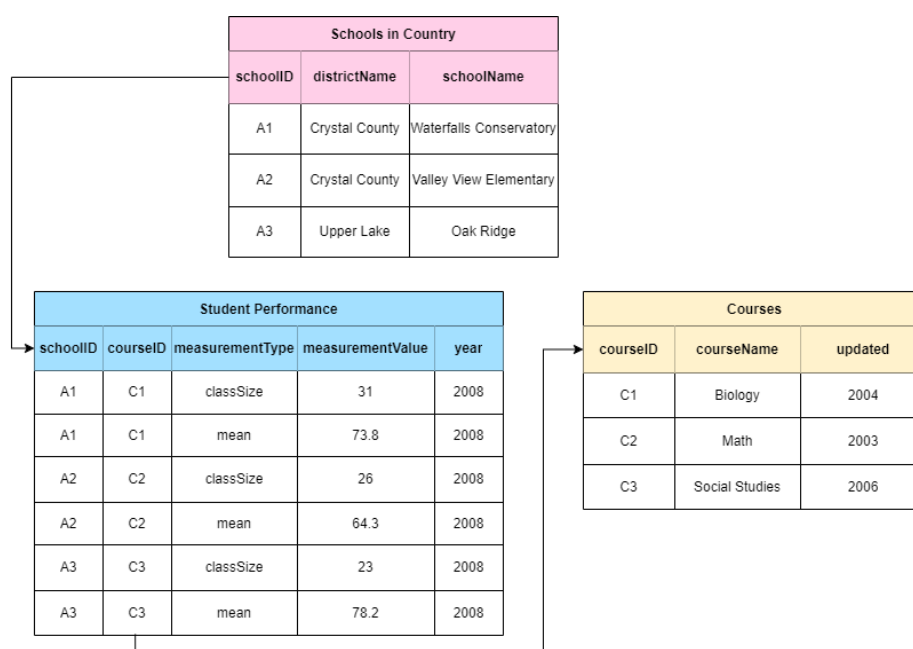 Schools in Country
schoolID districtName schoolName
A1 Crystal County Waterfalls Conservatory
A2 Crystal County Valley View Elementary
A3 Upper Lake Oak Ridge
Student Performance
schoolID courseID measurementType measurementValue year
A1 C1 classSize 31 2008
A1 C1 mean 73.8 2008
A2 C2 classSize 26 2008
A2 C2 mean 64.3 2008
A3 C3 classSize 23 2008
A3 C3 mean 78.2 2008
Courses
courseID courseName updated
C1 Biology 2004
C2 Math 2003
C3 Social Studies 2006